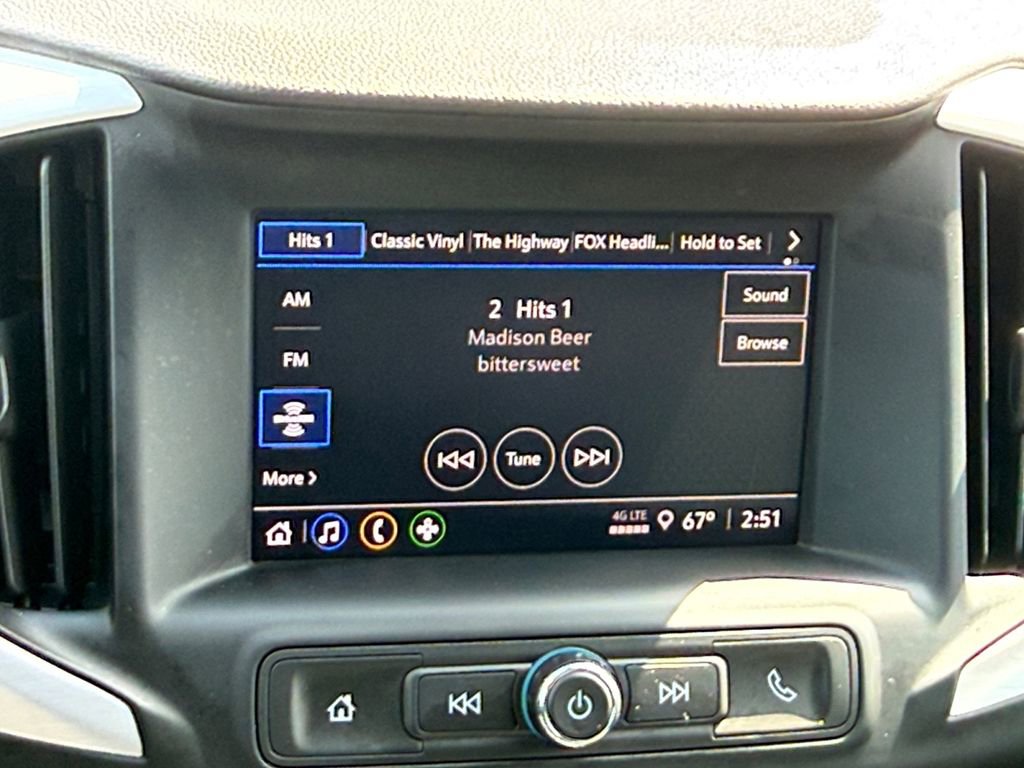 Hits 1 Classic Vinyl The Highway FOX Headli... Hold to Set
AM
2 Hits 1
Sound
Madison Beer
Browse
FM
bittersweet
Tune
More
4G LTE 67° 2:51